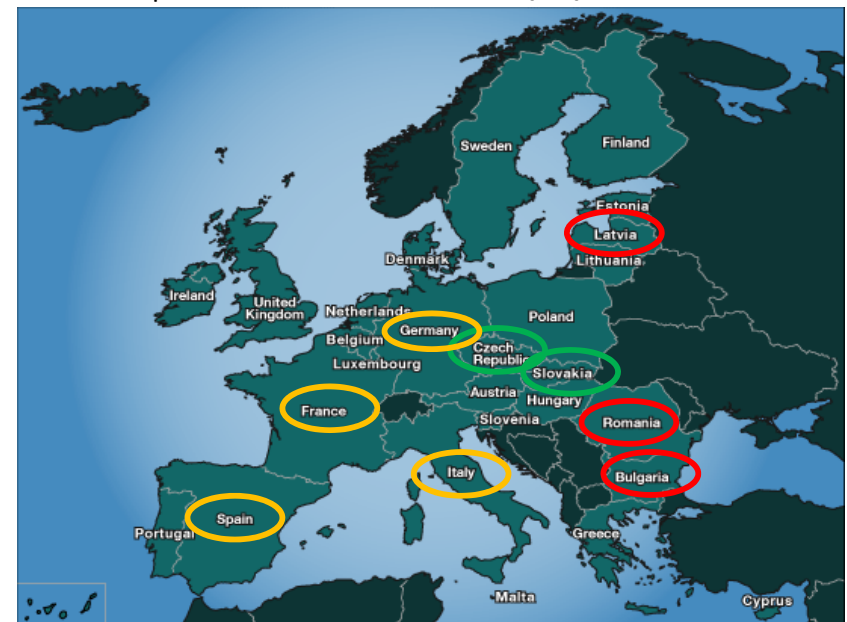 Sweden
Finland
Estonia
Latvia
Lithuania
Denmark
Ireland
United
Kingdom
Netherlands
Germany
Poland
Belgium
Czech
Republic
Luxembourg
Slovakia
Austria
Hungary
France
Slovenia
Romania
Italy
Bulgaria
Spain
Portugal
Greece
Malta
Cyprus